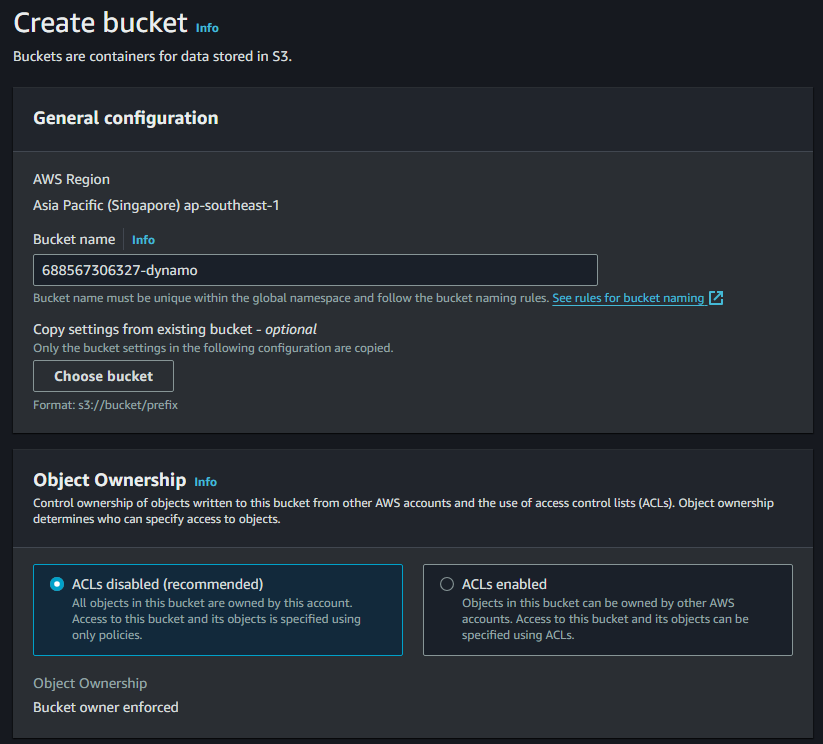 Create bucket Info
Buckets are containers for data stored in S3.
General configuration
AWS Region
Asia Pacific (Singapore) ap-southeast-1
Bucket name Info
688567306327-dynamo
Bucket name must be unique within the global namespace and follow the bucket naming rules. See rules for bucket naming
Copy settings from existing bucket - optional
Only the bucket settings in the following configuration are copied.
Choose bucket
Format: s3://bucket/prefix
Object Ownership Info
Control ownership of objects written to this bucket from other AWS accounts and the use of access control lists (ACLs). Object ownership
determines who can specify access to objects.
ACLs disabled (recommended)
All objects in this bucket are owned by this account.
Access to this bucket and its objects is specified using
only policies.
ACLs enabled
Objects in this bucket can be owned by other AWS
accounts. Access to this bucket and its objects can be
specified using ACLs.
Object Ownership
Bucket owner enforced